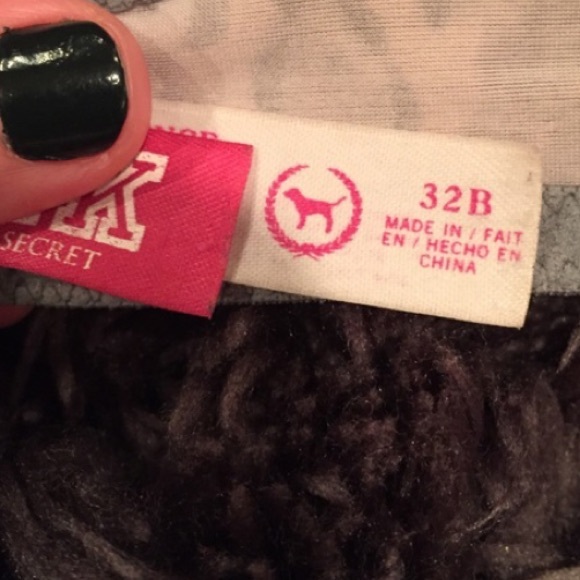 K
SECRET
32B
MADE IN / FAIT
EN / HECHO EN
CHINA